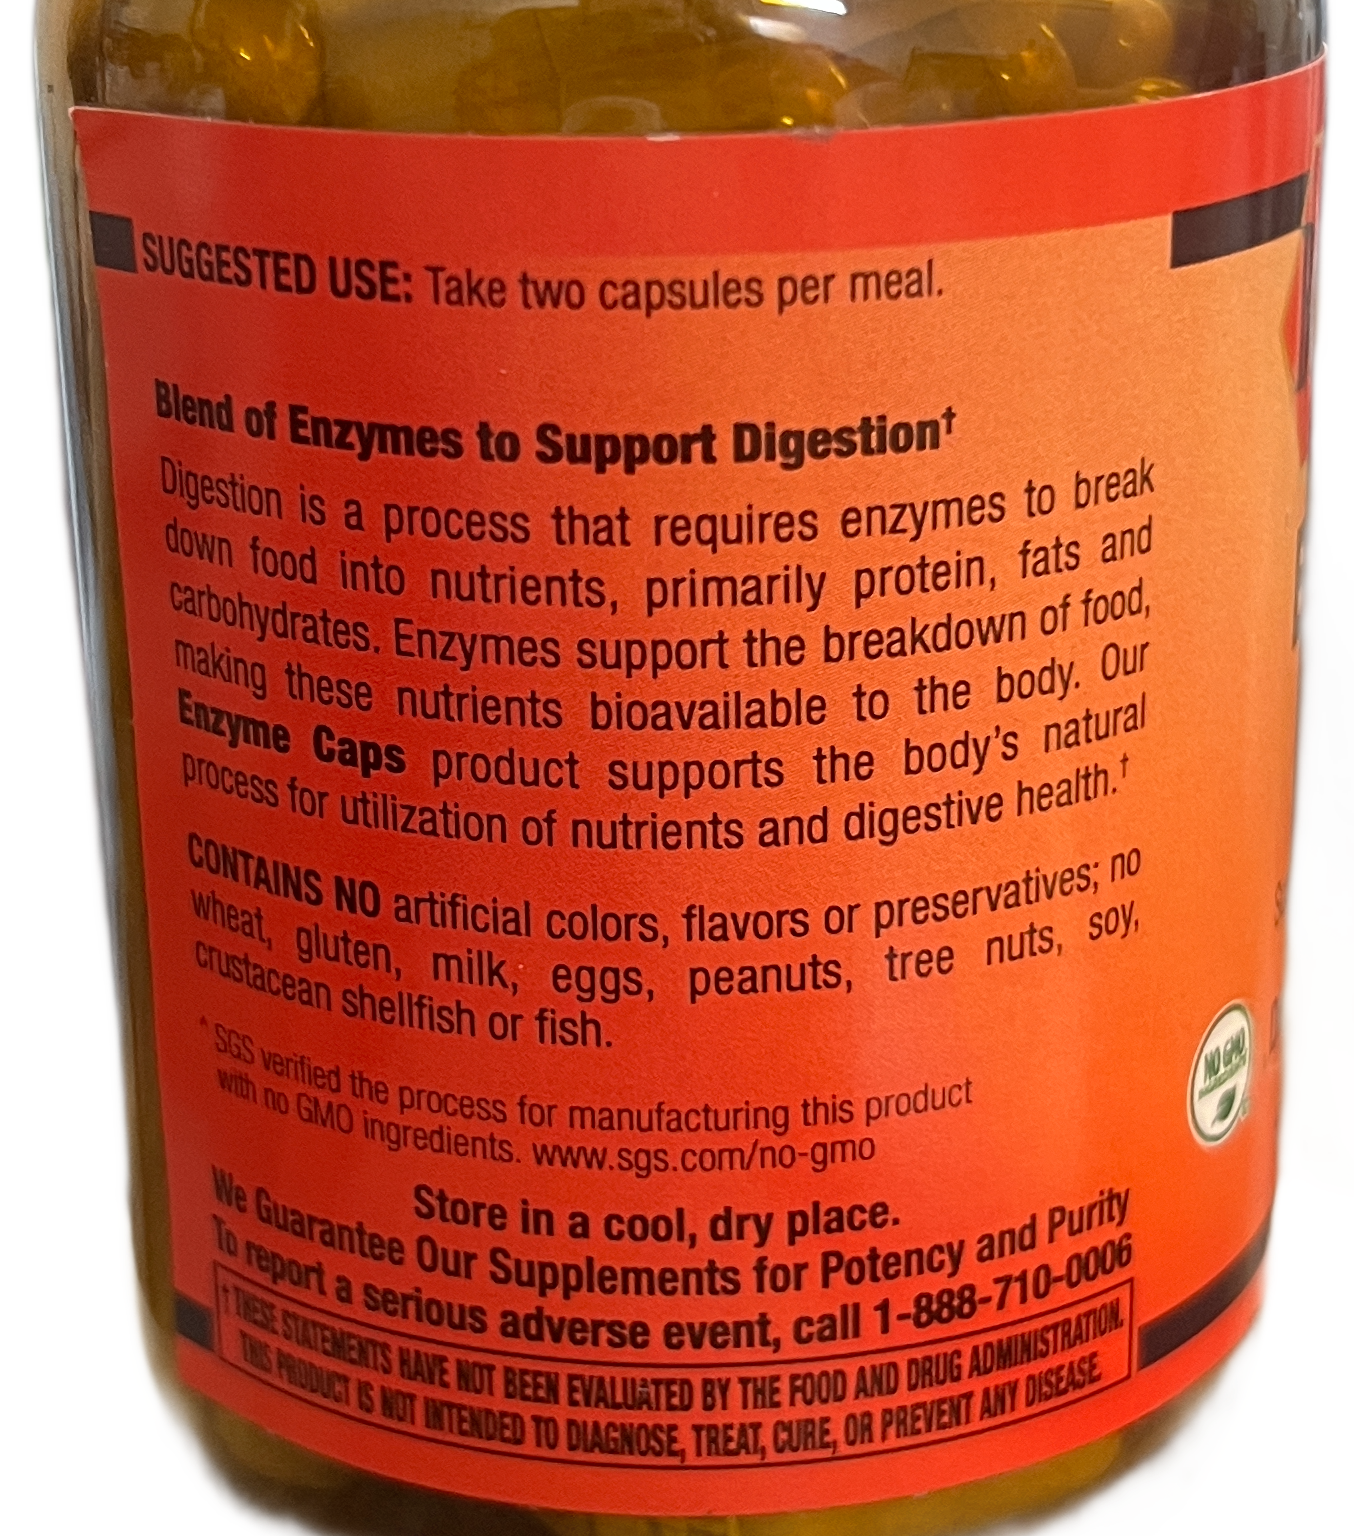 SUGGESTED USE: Take two capsules per meal.
Blend of Enzymes to Support Digestion†
Digestion is a process that requires enzymes to break
down food into nutrients, primarily protein, fats and
carbohydrates. Enzymes support the breakdown of food,
making these nutrients bioavailable to the body. Our
Enzyme Caps product supports the body's natural
process for utilization of nutrients and digestive health.†
CONTAINS NO artificial colors, flavors or preservatives; no
wheat, gluten, milk, eggs, peanuts, tree nuts, soy,
crustacean shellfish or fish.
^ SGS verified the process for manufacturing this product
with no GMO ingredients. www.sgs.com/no-gmo
NO GMO
Store in a cool, dry place.
We Guarantee Our Supplements for Potency and Purity
To report a serious adverse event, call 1-888-710-0006
† THESE STATEMENTS HAVE NOT BEEN EVALUATED BY THE FOOD AND DRUG ADMINISTRATION.
THIS PRODUCT IS NOT INTENDED TO DIAGNOSE, TREAT, CURE, OR PREVENT ANY DISEASE.